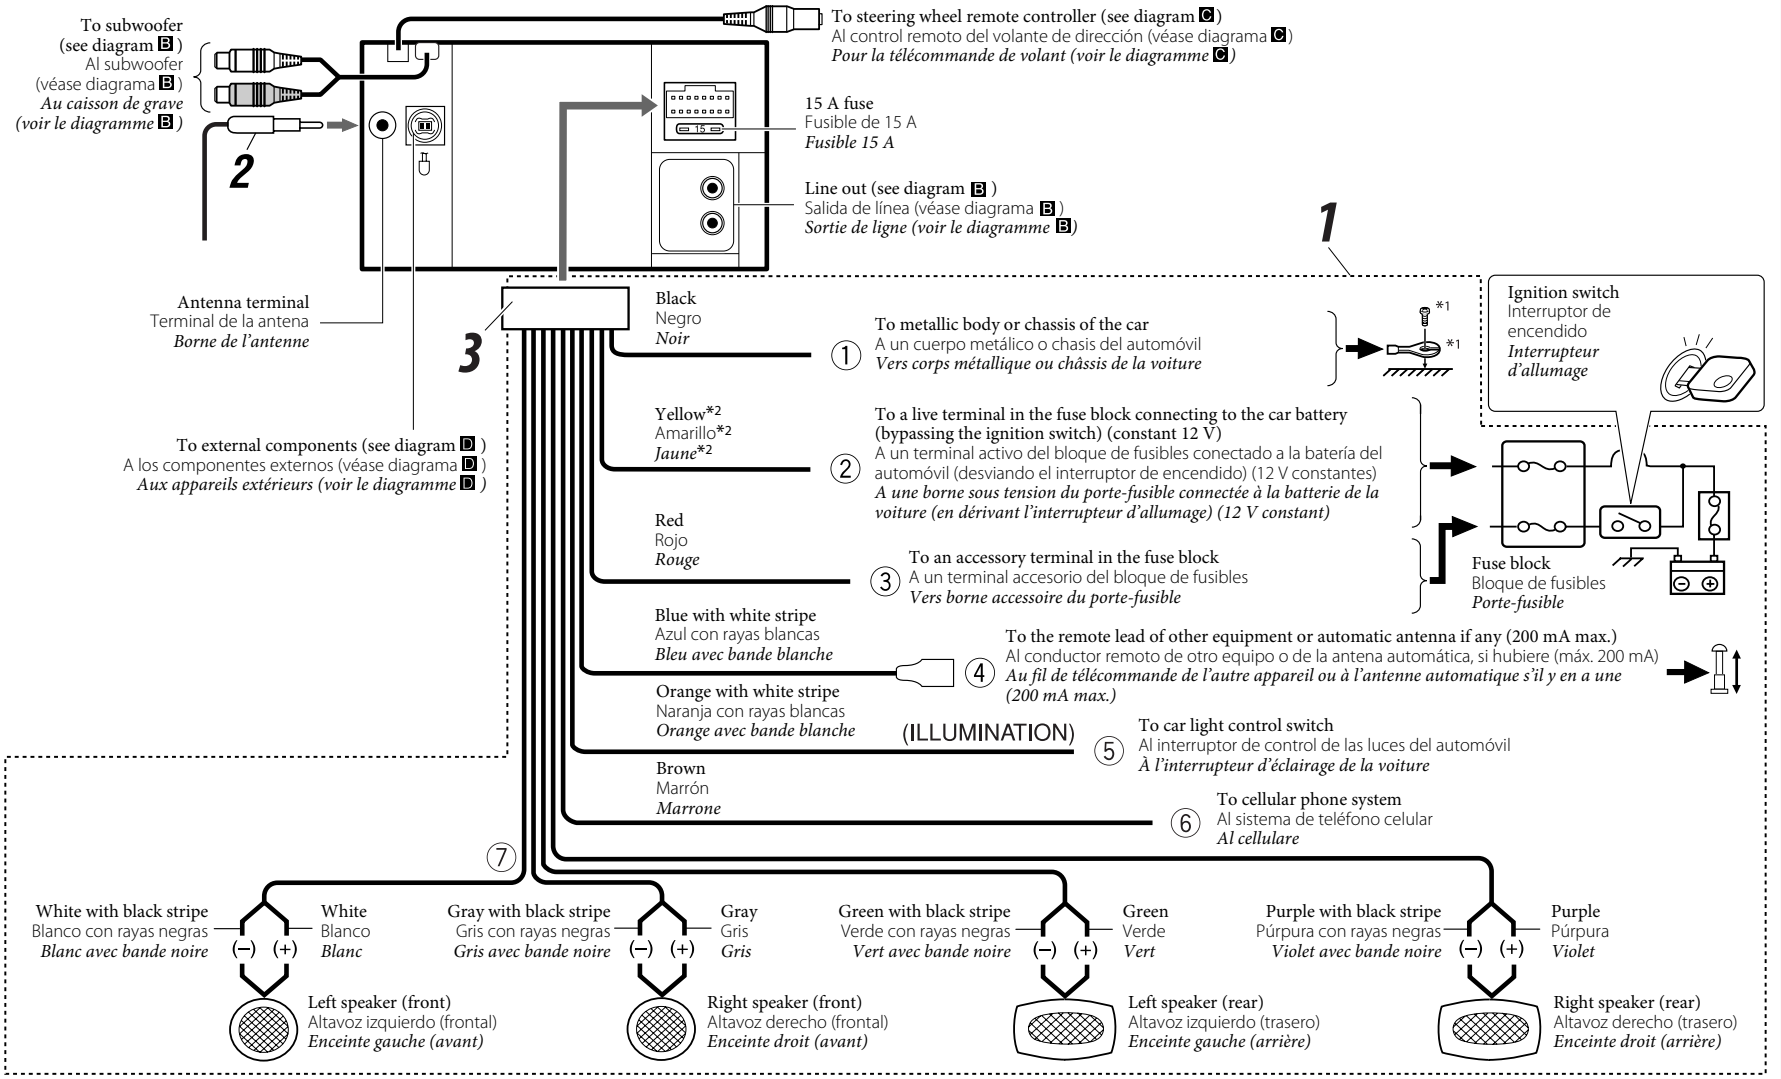 To subwoofer
(see diagram B )
Al subwoofer
(véase diagrama B )
Au caisson de grave
(voir le diagramme B )
To steering wheel remote controller (see diagram C )
Al control remoto del volante de dirección (véase diagrama C )
Pour la télécommande de volant (voir le diagramme C )
15 A fuse
Fusible de 15 A
Fusible 15 A
15
2
Line out (see diagram B )
Salida de línea (véase diagrama B )
Sortie de ligne (voir le diagramme B)
1
Antenna terminal
Terminal de la antena
Borne de l'antenne
3
To external components (see diagram D )
A los componentes externos (véase diagrama D )
Aux appareils extérieurs (voir le diagramme D )
Black
Negro
Noir
① To metallic body or chassis of the car
A un cuerpo metálico o chasis del automóvil
Vers corps métallique ou châssis de la voiture
*1
*1
Ignition switch
Interruptor de
encendido
Interrupteur
d'allumage
Yellow*2
Amarillo*2
Jaune*2
② To a live terminal in the fuse block connecting to the car battery
(bypassing the ignition switch) (constant 12 V)
A un terminal activo del bloque de fusibles conectado a la batería del
automóvil (desviando el interruptor de encendido) (12 V constantes)
A une borne sous tension du porte-fusible connectée à la batterie de la
voiture (en dérivant l'interrupteur d'allumage) (12 V constant)
Red
Rojo
Rouge
③ To an accessory terminal in the fuse block
A un terminal accesorio del bloque de fusibles
Vers borne accessoire du porte-fusible
Fuse block
Bloque de fusibles
Porte-fusible
Blue with white stripe
Azul con rayas blancas
Bleu avec bande blanche
④ To the remote lead of other equipment or automatic antenna if any (200 mA max.)
Al conductor remoto de otro equipo o de la antena automática, si hubiere (máx. 200 mA)
Au fil de télécommande de l'autre appareil ou à l'antenne automatique s'il y en a une
(200 mA max.)
Orange with white stripe
Naranja con rayas blancas
Orange avec bande blanche
(ILLUMINATION)
⑤ To car light control switch
Al interruptor de control de las luces del automóvil
À l'interrupteur d'éclairage de la voiture
Brown
Marrón
Marrone
⑥ To cellular phone system
Al sistema de teléfono celular
Al cellulare
⑦
White with black stripe
Blanco con rayas negras
Blanc avec bande noire
(−) (+)
White
Blanco
Blanc
Gray with black stripe
Gris con rayas negras
Gris avec bande noire
(−) (+)
Gray
Gris
Gris
Green with black stripe
Verde con rayas negras
Vert avec bande noire
(−) (+)
Green
Verde
Vert
Purple with black stripe
Púrpura con rayas negras
Violet avec bande noire
(−) (+)
Purple
Púrpura
Violet
Left speaker (front)
Altavoz izquierdo (frontal)
Enceinte gauche (avant)
Right speaker (front)
Altavoz derecho (frontal)
Enceinte droit (avant)
Left speaker (rear)
Altavoz izquierdo (trasero)
Enceinte gauche (arrière)
Right speaker (rear)
Altavoz derecho (trasero)
Enceinte droit (arrière)